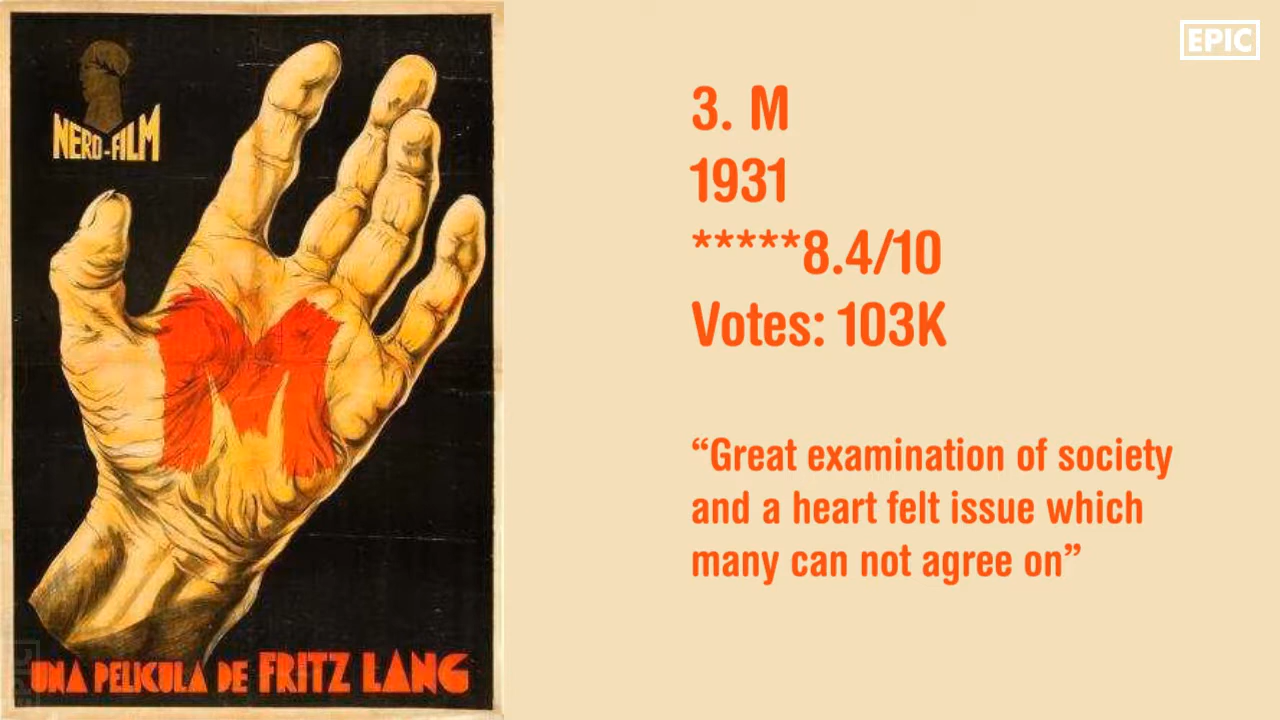 NERO-FILM
M
UNA PELICULA DE FRITZ LANG
EPIC
EPIC
3. M
1931
*****8.4/10
Votes: 103K
“Great examination of society
and a heart felt issue which
many can not agree on”